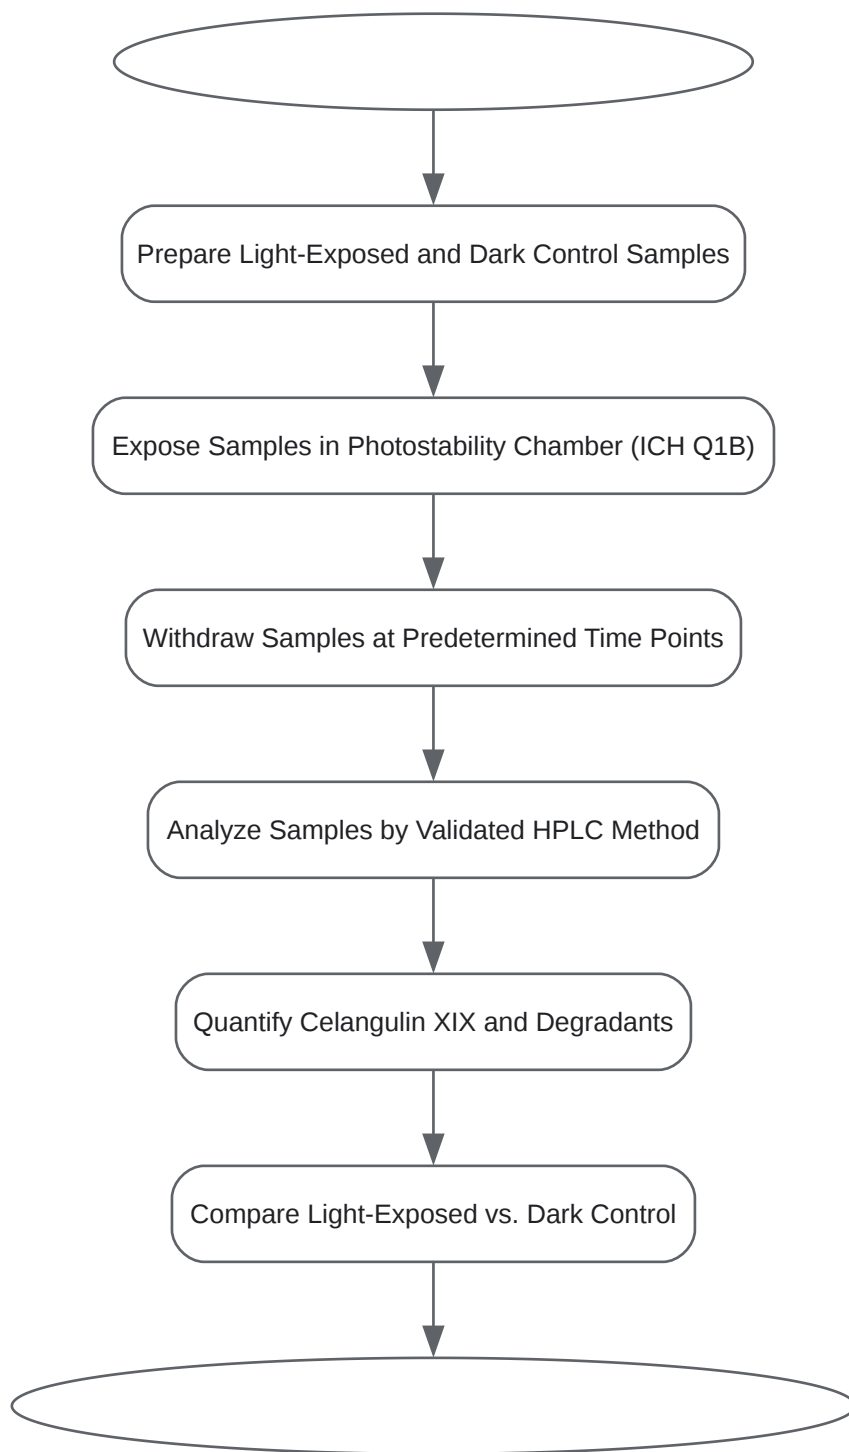 Prepare Light-Exposed and Dark Control Samples
Expose Samples in Photostability Chamber (ICH Q1B)
Withdraw Samples at Predetermined Time Points
Analyze Samples by Validated HPLC Method
Quantify Celangulin XIX and Degradants
Compare Light-Exposed vs. Dark Control